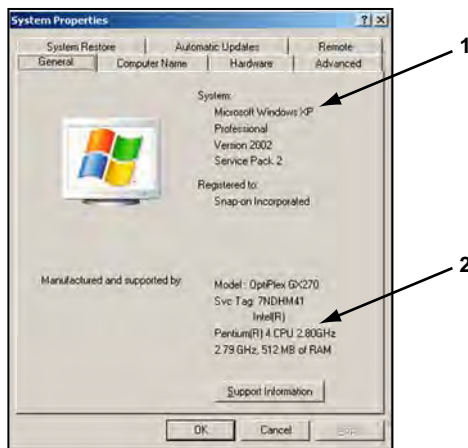 System Properties
System Restore Automatic Updates Remote
General Computer Name Hardware Advanced
1
System:
Microsoft Windows XP
Professional
Version 2002
Service Pack 2
Registered to:
Snap-on Incorporated
2
Manufactured and supported by
Model: OptiPlex GX270
Svc Tag 7NDHM41
Intel(R)
Pentium(R) 4 CPU 2.80GHz
2.79 GHz, 512 MB of RAM
Support Information
OK Cancel